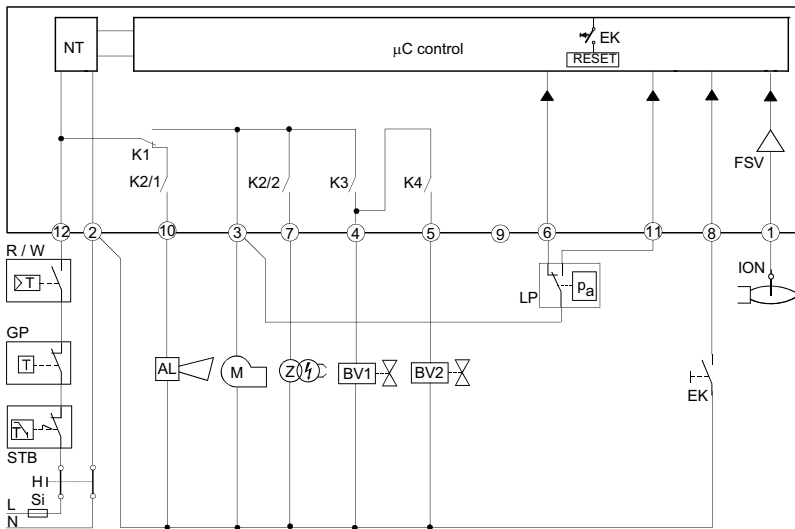 NT
µC control
EK
RESET
K1
K2/1
K2/2
K3
K4
FSV
12
2
10
3
7
4
5
9
6
11
8
1
R / W
T
GP
T
STB
T
H
Si
L
N
AL
M
Z
BV1
BV2
LP
pa
ION
EK